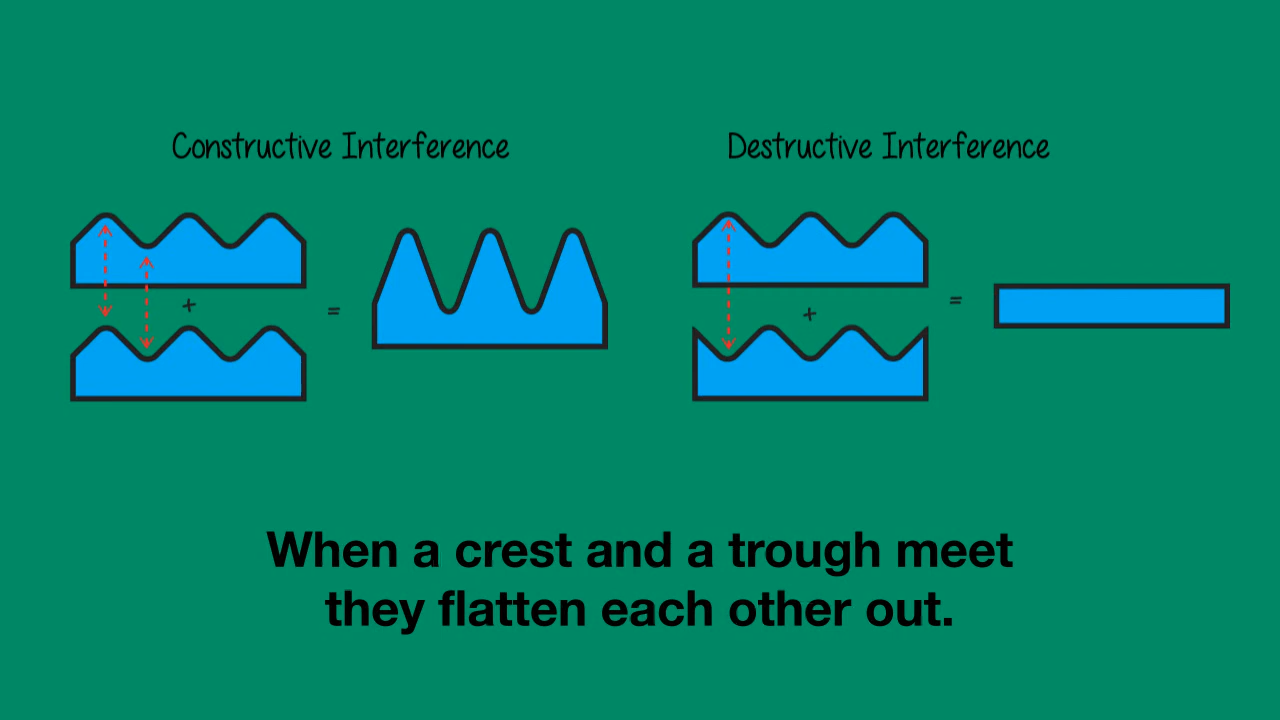 Constructive Interference
Destructive Interference
+
=
+
=
When a crest and a trough meet
they flatten each other out.